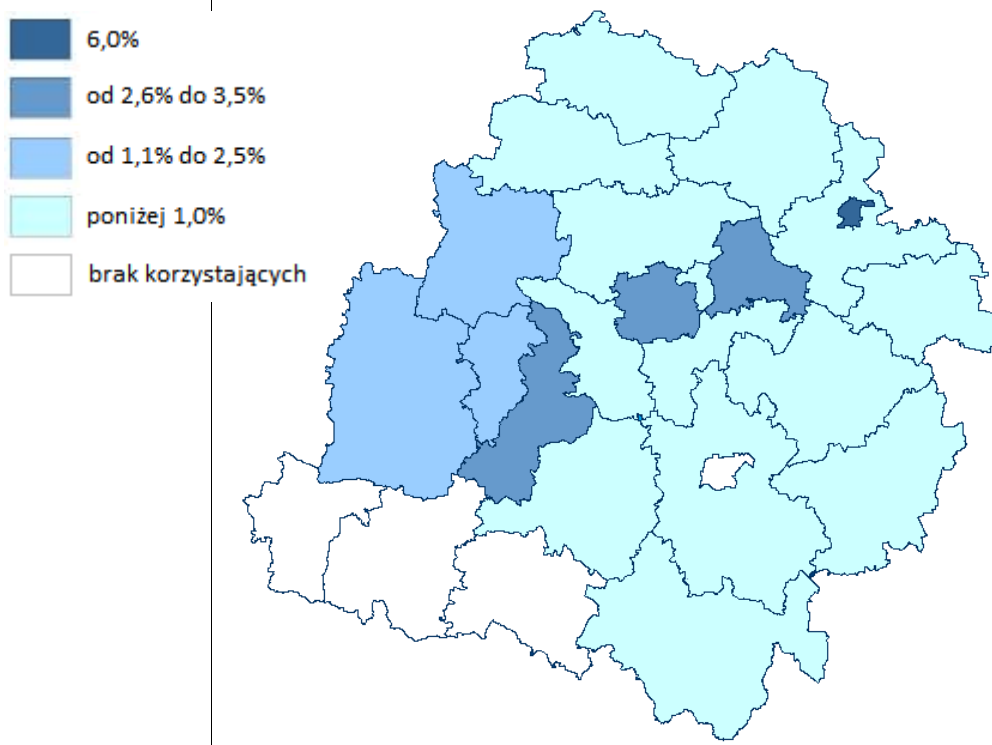 6,0%
od 2,6% do 3,5%
od 1,1% do 2,5%
poniżej 1,0%
brak korzystających